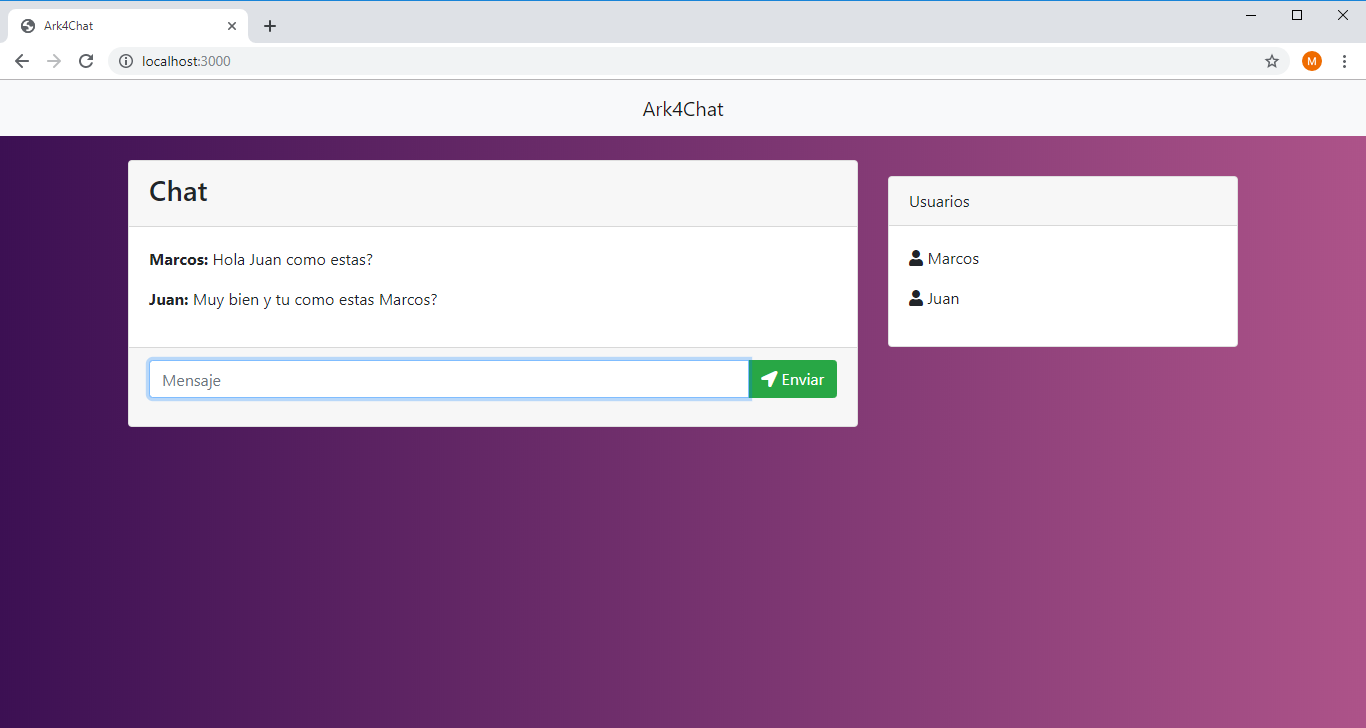 Ark4Chat
localhost:3000
M
Ark4Chat
Chat
Marcos: Hola Juan como estas?
Juan: Muy bien y tu como estas Marcos?
Mensaje
Enviar
Usuarios
Marcos
Juan